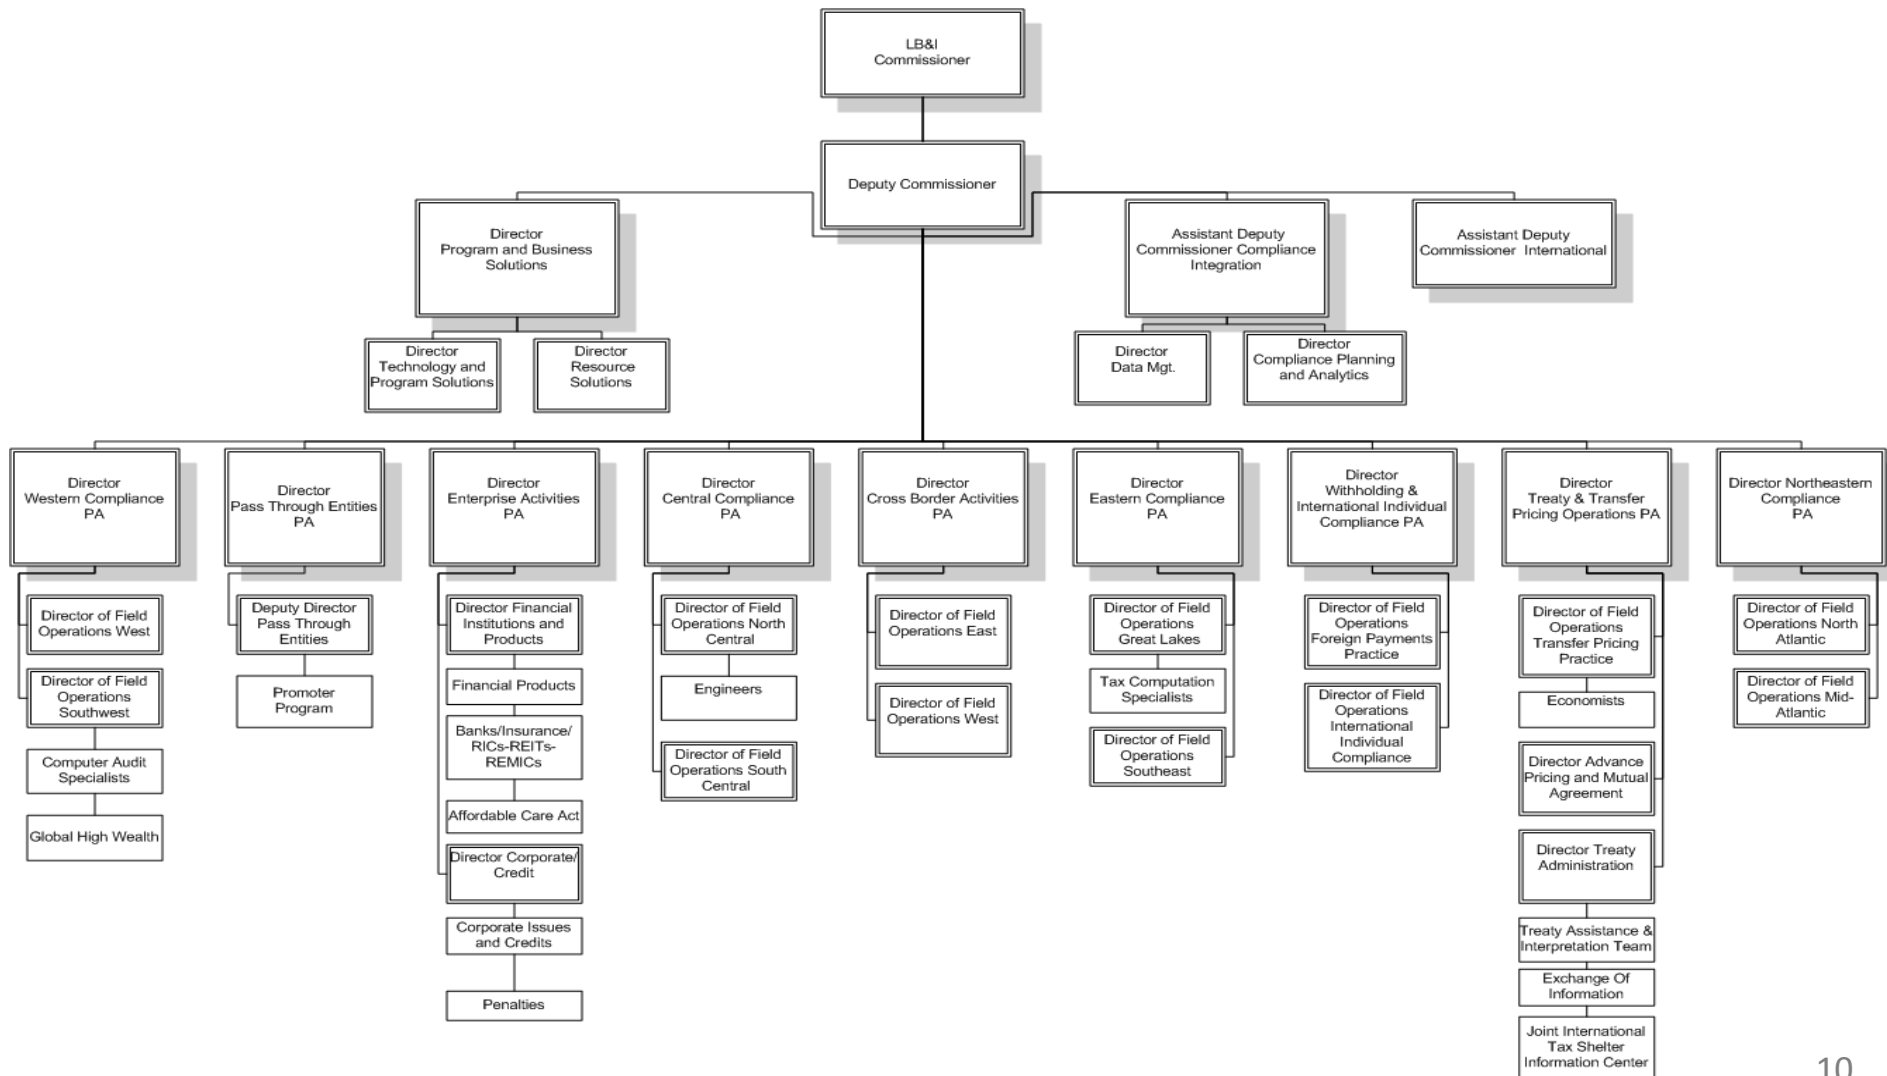 LB&I
Commissioner
Deputy Commissioner
Director
Program and Business
Solutions
Assistant Deputy
Commissioner Compliance
Integration
Assistant Deputy
Commissioner  International
Director
Technology and
Program Solutions
Director
Resource
Solutions
Director
Data Mgt.
Director
Compliance Planning
and Analytics
Director
Western Compliance
PA
Director
Pass Through Entities
PA
Director
Enterprise Activities
PA
Director
Central Compliance
PA
Director
Cross Border Activities
PA
Director
Eastern Compliance
PA
Director
Withholding &
International Individual
Compliance PA
Director
Treaty & Transfer
Pricing Operations PA
Director Northeastern
Compliance
PA
Director of Field
Operations West
Director of Field
Operations
Southwest
Computer Audit
Specialists
Global High Wealth
Deputy Director
Pass Through
Entities
Promoter
Program
Director Financial
Institutions and
Products
Financial Products
Banks/Insurance/
RICs-REITs-
REMICs
Affordable Care Act
Director Corporate/
Credit
Corporate Issues
and Credits
Penalties
Director of Field
Operations North
Central
Engineers
Director of Field
Operations South
Central
Director of Field
Operations East
Director of Field
Operations West
Director of Field
Operations
Great Lakes
Tax Computation
Specialists
Director of Field
Operations
Southeast
Director of Field
Operations
Foreign Payments
Practice
Director of Field
Operations
International
Individual
Compliance
Director of Field
Operations
Transfer Pricing
Practice
Economists
Director Advance
Pricing and Mutual
Agreement
Director Treaty
Administration
Treaty Assistance &
Interpretation Team
Exchange Of
Information
Joint International
Tax Shelter
Information Center
Director of Field
Operations North
Atlantic
Director of Field
Operations Mid-
Atlantic
10